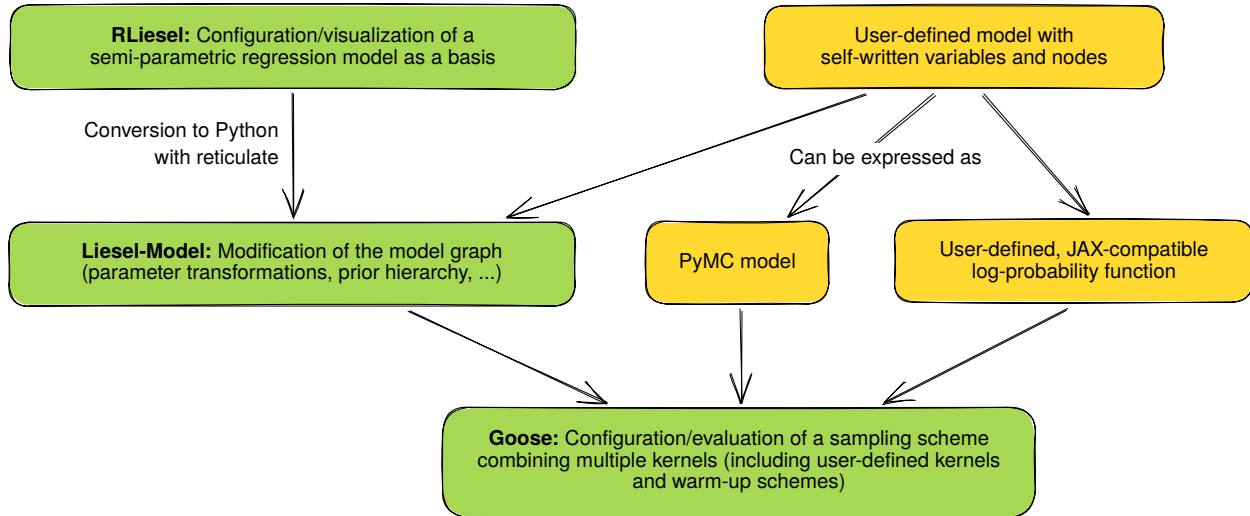 RLiesel: Configuration/visualization of a
semi-parametric regression model as a basis
User-defined model with
self-written variables and nodes
Conversion to Python
with reticulate
Can be expressed as
Liesel-Model: Modification of the model graph
(parameter transformations, prior hierarchy, ...)
PyMC model
User-defined, JAX-compatible
log-probability function
Goose: Configuration/evaluation of a sampling scheme
combining multiple kernels (including user-defined kernels
and warm-up schemes)